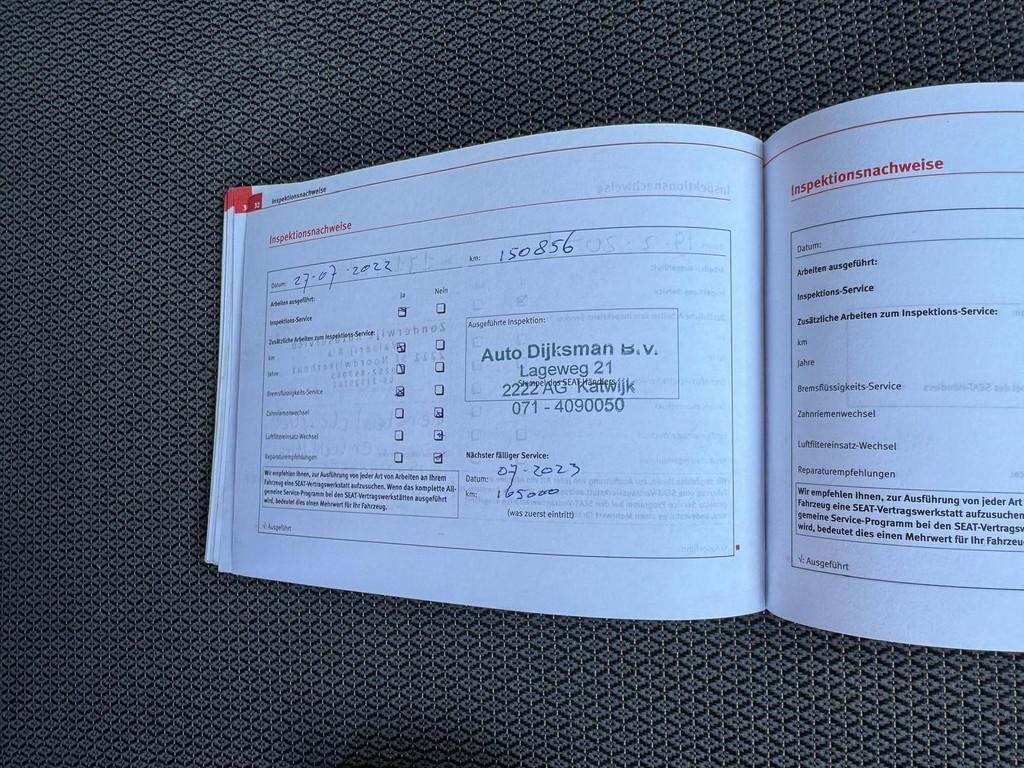 32
Inspektionsnachweise
Inspektionsnachweise
Datum: 27-07-2022
km: 150856
Arbeiten ausgeführt:
Ja Nein
Inspektions-Service
Zusätzliche Arbeiten zum Inspektions-Service:
km
Jahre
Bremsflüssigkeits-Service
Zahnriemenwechsel
Luftfiltereinsatz-Wechsel
Reparaturempfehlungen:
Wir empfehlen Ihnen, zur Ausführung von jeder Art von Arbeiten an Ihrem
Fahrzeug eine SEAT-Vertragswerkstatt aufzusuchen. Wenn das komplette All-
gemeine Service-Programm bei den SEAT-Vertragswerkstätten ausgeführt
wird, bedeutet dies einen Mehrwert für Ihr Fahrzeug.
√: Ausgeführt
Ausgeführte Inspektion:
Auto Dijksman B.V.
Lageweg 21
Stempel des SEAT-Händlers
2222 AG Katwijk
071 - 4090050
Nächster fälliger Service:
Datum: 07-2023
km: 165000
(was zuerst eintritt)
Inspektionsnachweise
Datum:
Arbeiten ausgeführt:
Inspektions-Service
Zusätzliche Arbeiten zum Inspektions-Service:
km
Jahre
Bremsflüssigkeits-Service
Zahnriemenwechsel
Luftfiltereinsatz-Wechsel
Reparaturempfehlungen
Wir empfehlen Ihnen, zur Ausführung von jeder Art
Fahrzeug eine SEAT-Vertragswerkstatt aufzusuchen
gemeine Service-Programm bei den SEAT-Vertragsw
wird, bedeutet dies einen Mehrwert für Ihr Fahrzeu
√: Ausgeführt